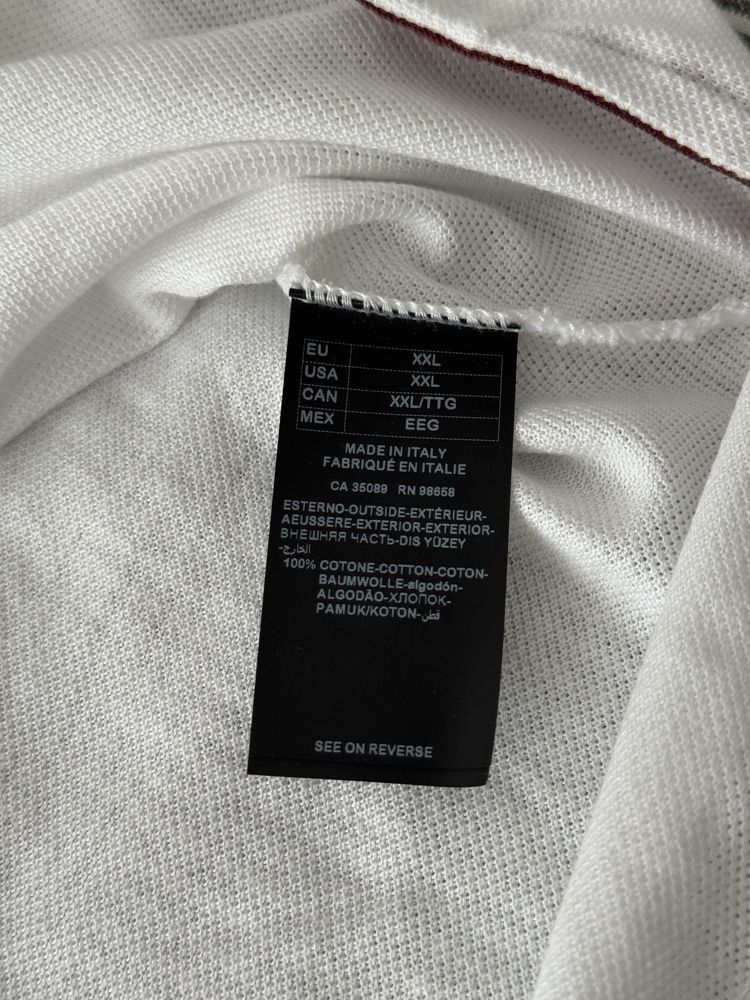 EU XXL
USA XXL
CAN XXL/TTG
MEX EEG
MADE IN ITALY
FABRIQUÉ EN ITALIE
CA 35089 RN 98658
ESTERNO-OUTSIDE-EXTÉRIEUR-
AEUSSERE-EXTERIOR-EXTERIOR-
ВНЕШНЯЯ ЧАСТЬ-DIS YÜZEY
-الخارج
100% COTONE-COTTON-COTON-
BAUMWOLLE-algodón-
ALGODÃO-ХЛОПОК-
PAMUK/KOTON-قطن
SEE ON REVERSE